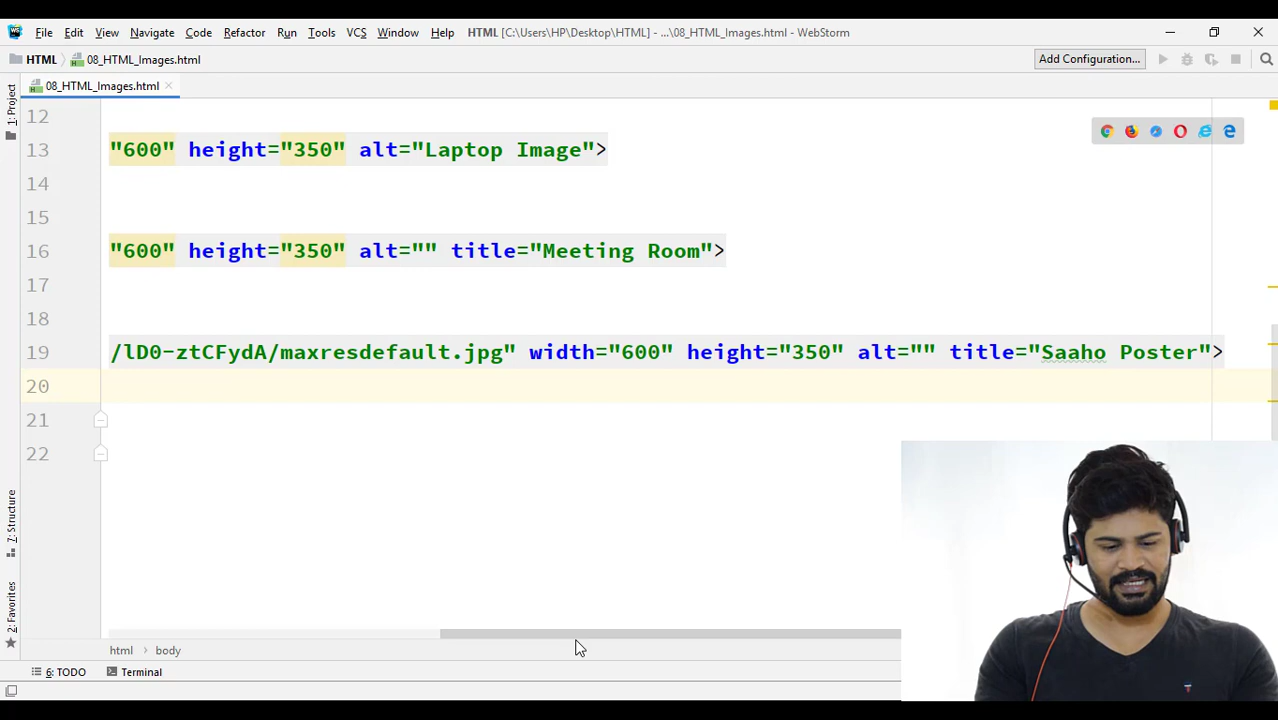 File Edit View Navigate Code Refactor Run Tools VCS Window Help HTML [C:\Users\HP\Desktop\HTML] - ...\08_HTML_Images.html - WebStorm
HTML 08_HTML_Images.html Add Configuration...
08_HTML_Images.html
1: Project
12
13 "600" height="350" alt="Laptop Image">
14
15
16 "600" height="350" alt="" title="Meeting Room">
17
18
19 /lD0-ztCFydA/maxresdefault.jpg" width="600" height="350" alt="" title="Saaho Poster">
20
21
22
7: Structure
2: Favorites
html › body
6: TODO Terminal